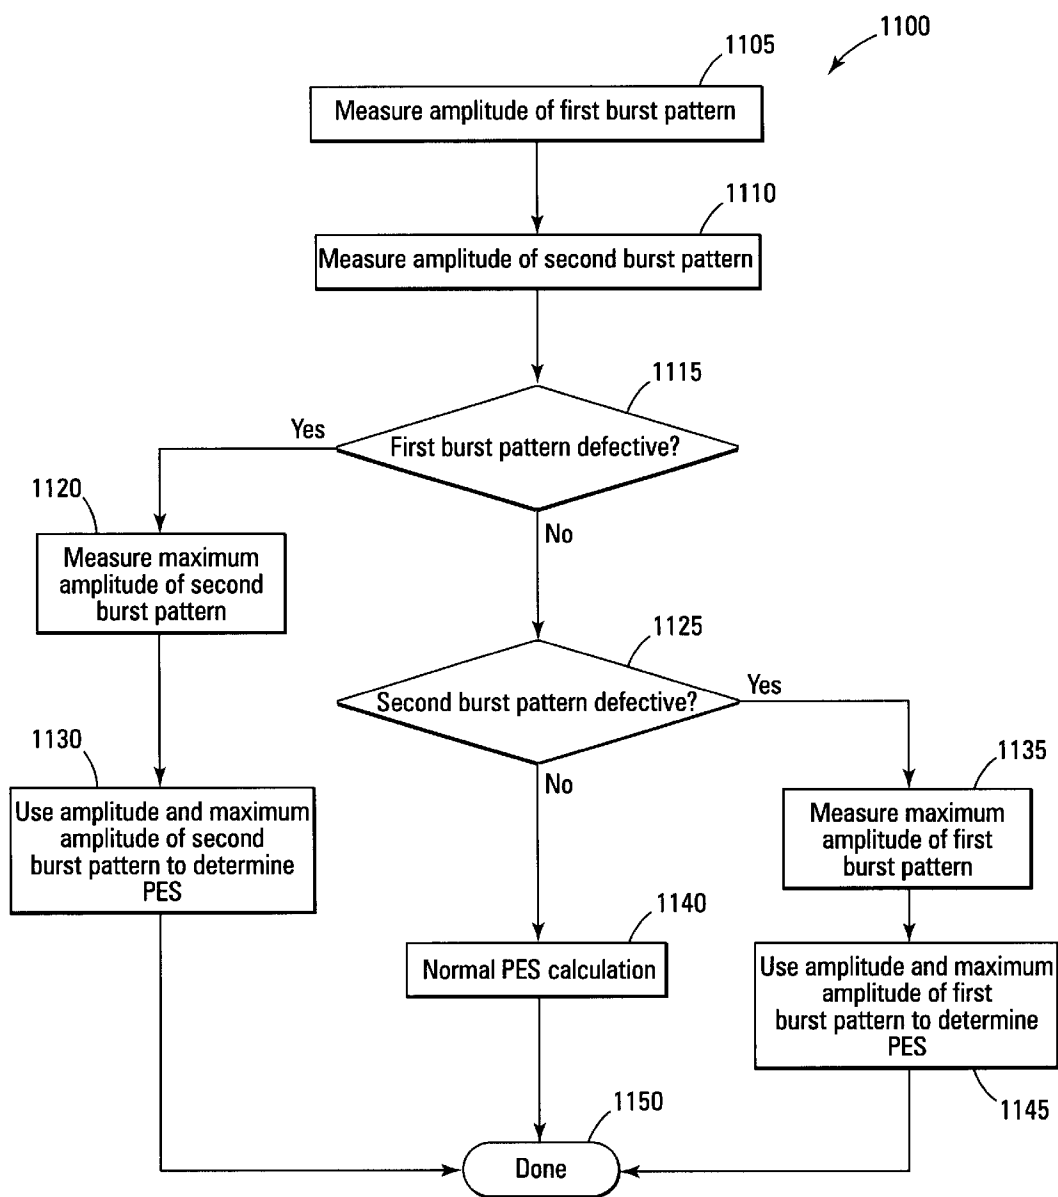 1100
1105
Measure amplitude of first burst pattern
1110
Measure amplitude of second burst pattern
1115
First burst pattern defective?
Yes
No
1120
Measure maximum
amplitude of second
burst pattern
1125
Second burst pattern defective?
Yes
No
1130
Use amplitude and maximum
amplitude of second
burst pattern to determine
PES
1135
Measure maximum
amplitude of first
burst pattern
1140
Normal PES calculation
Use amplitude and maximum
amplitude of first
burst pattern to determine
PES
1145
1150
Done